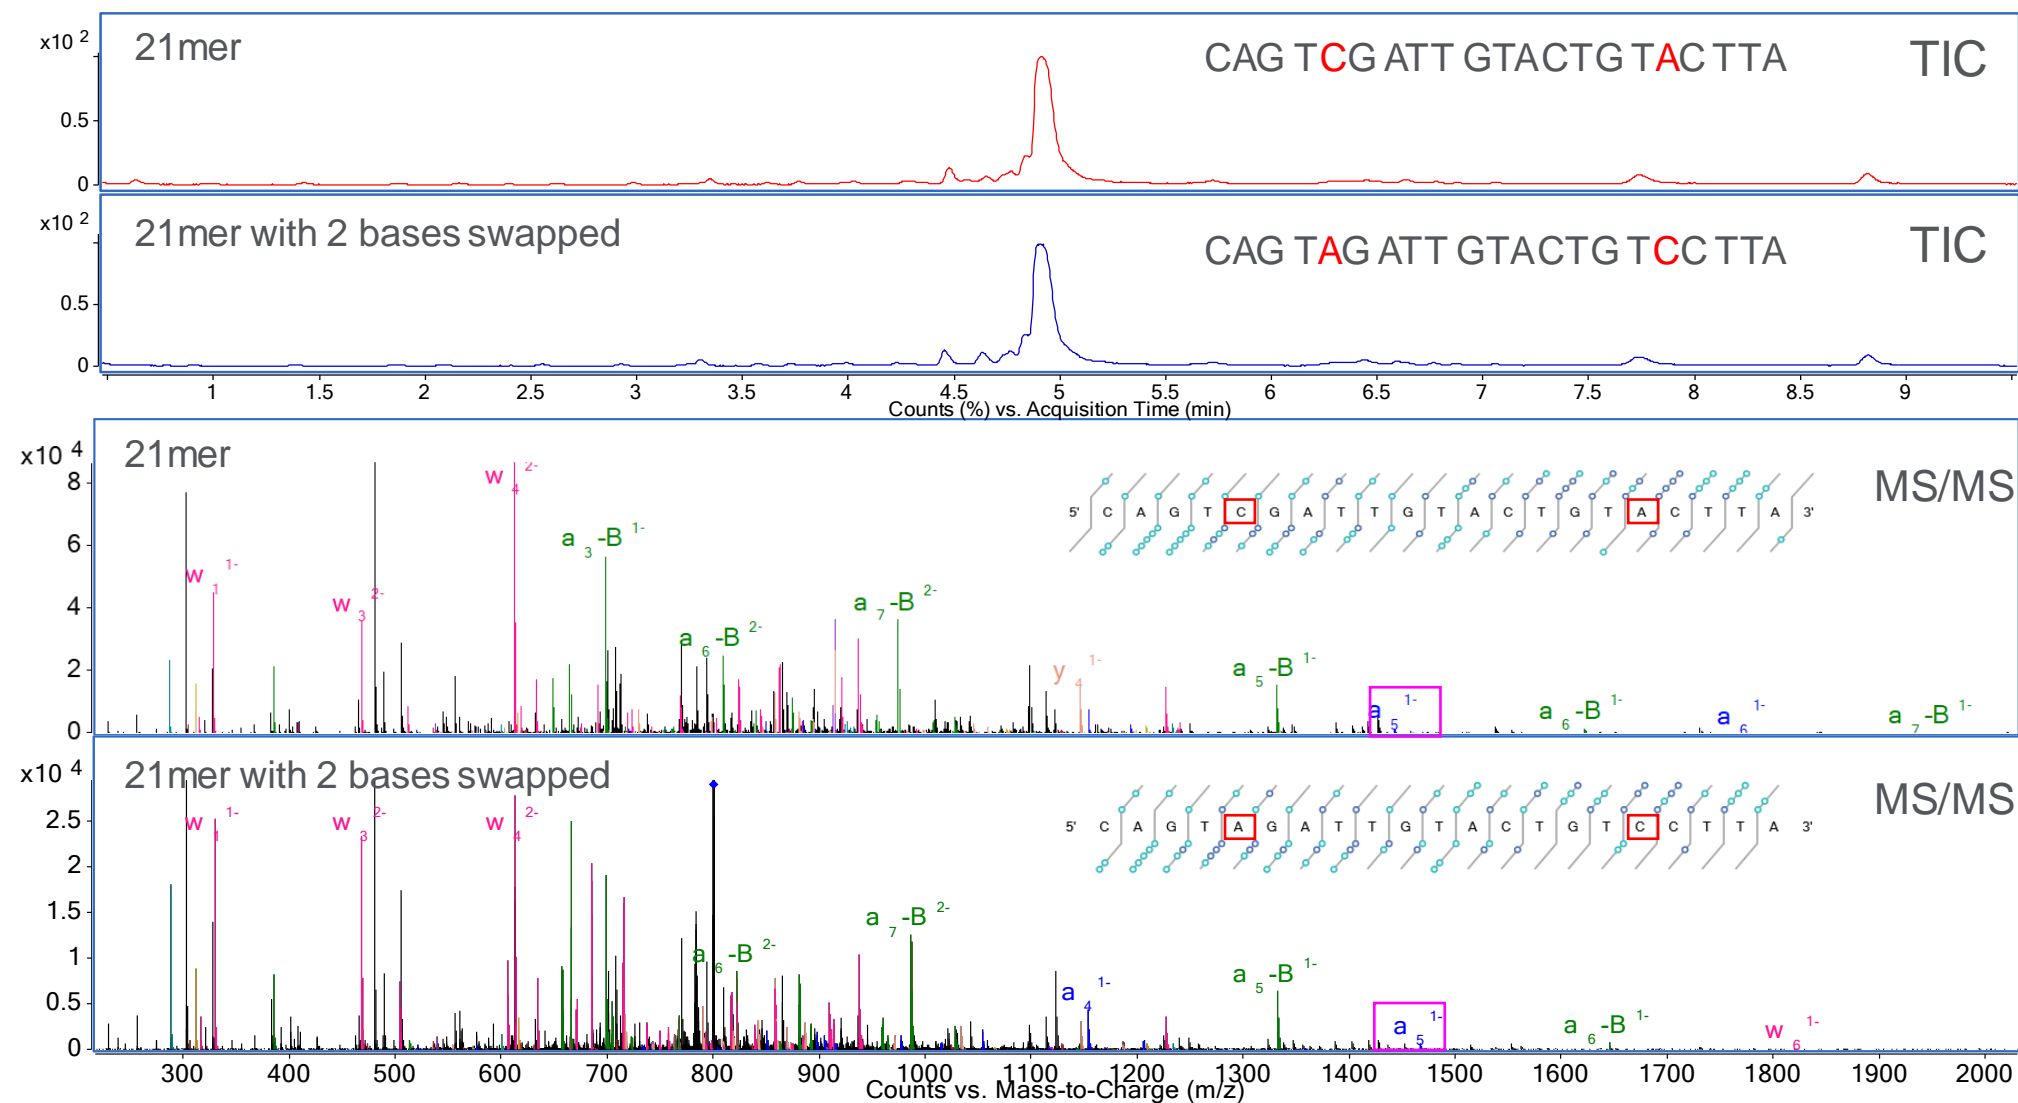 x10 2
21mer
CAG TCG ATT GTACTG TAC TTA
TIC
0.5
0
x10 2
21mer with 2 bases swapped
CAG TAG ATT GTACTG TCC TTA
TIC
0.5
0
1 1.5 2 2.5 3 3.5 4 4.5 5 5.5 6 6.5 7 7.5 8 8.5 9
Counts (%) vs. Acquisition Time (min)
x10 4
21mer
MS/MS
8
6
4
2
0
w 1 1-
w 3 2-
w 4 2-
a 3 -B 1-
a 6 -B 2-
a 7 -B 2-
y 4 1-
a 5 -B 1-
a 5 1-
a 6 -B 1-
a 6 1-
a 7 -B 1-
5' C A G T C G A T T G T A C T G T A C T T A 3'
x10 4
21mer with 2 bases swapped
MS/MS
2.5
2
1.5
1
0.5
0
w 1 1-
w 3 2-
w 4 2-
a 6 -B 2-
a 7 -B 2-
a 4 1-
a 5 -B 1-
a 5 1-
a 6 -B 1-
w 6 1-
5' C A G T A G A T T G T A C T G T C C T T A 3'
300 400 500 600 700 800 900 1000 1100 1200 1300 1400 1500 1600 1700 1800 1900 2000
Counts vs. Mass-to-Charge (m/z)